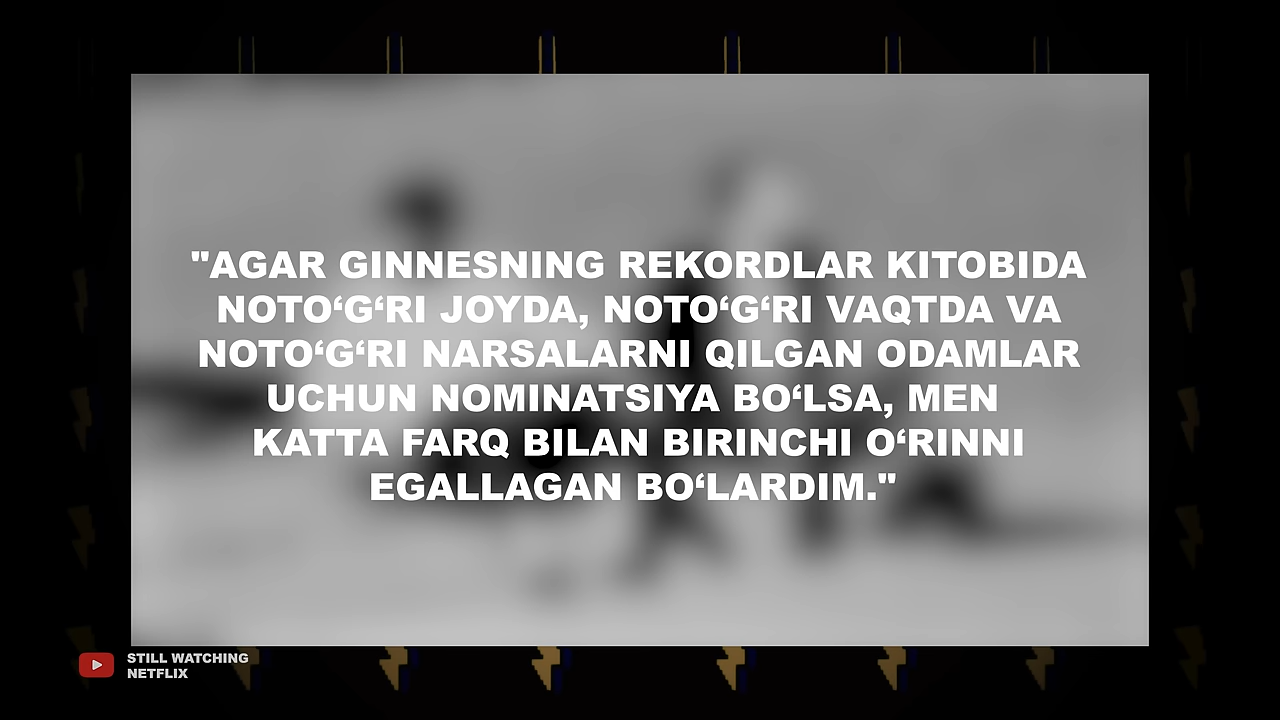 "AGAR GINNESNING REKORDLAR KITOBIDA
NOTO‘G‘RI JOYDA, NOTO‘G‘RI VAQTDA VA
NOTO‘G‘RI NARSALARNI QILGAN ODAMLAR
UCHUN NOMINATSIYA BO‘LSA, MEN
KATTA FARQ BILAN BIRINCHI O‘RINNI
EGALLAGAN BO‘LARDIM."
STILL WATCHING
NETFLIX